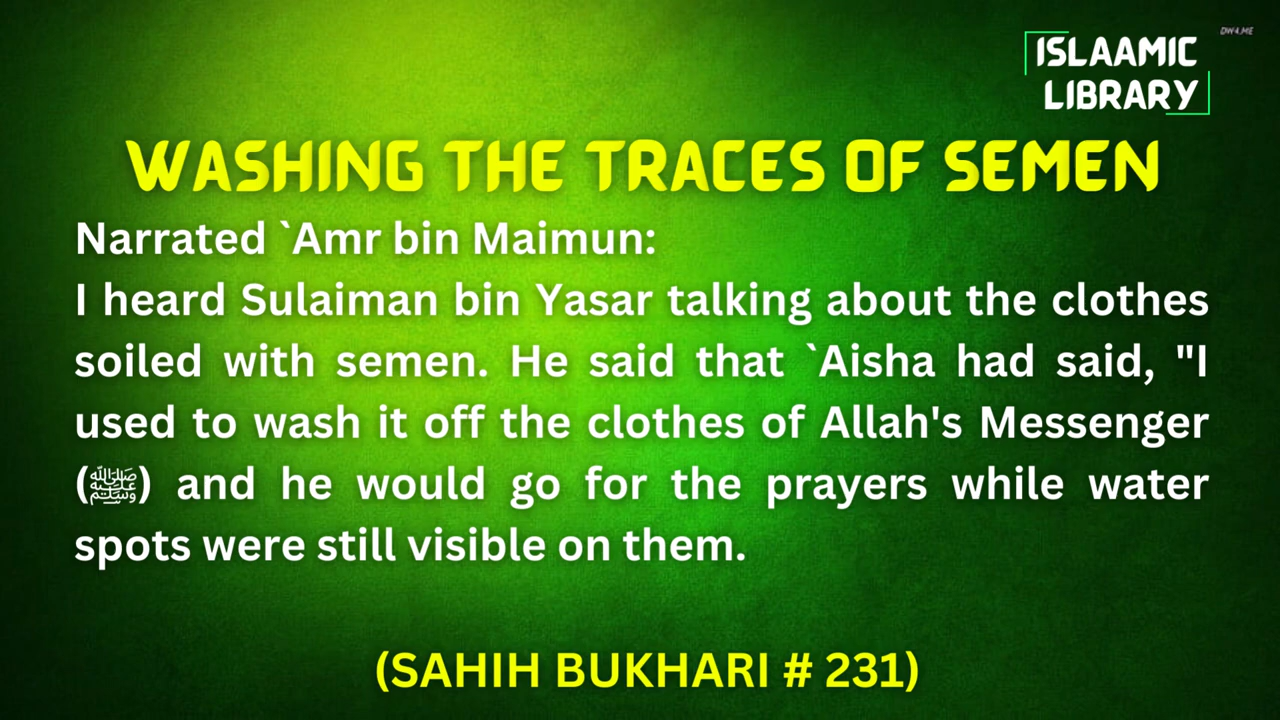 DW4.ME
ISLAAMIC
LIBRARY
WASHING THE TRACES OF SEMEN
Narrated `Amr bin Maimun:
I heard Sulaiman bin Yasar talking about the clothes
soiled with semen. He said that `Aisha had said, "I
used to wash it off the clothes of Allah's Messenger
(ﷺ) and he would go for the prayers while water
spots were still visible on them.
(SAHIH BUKHARI # 231)